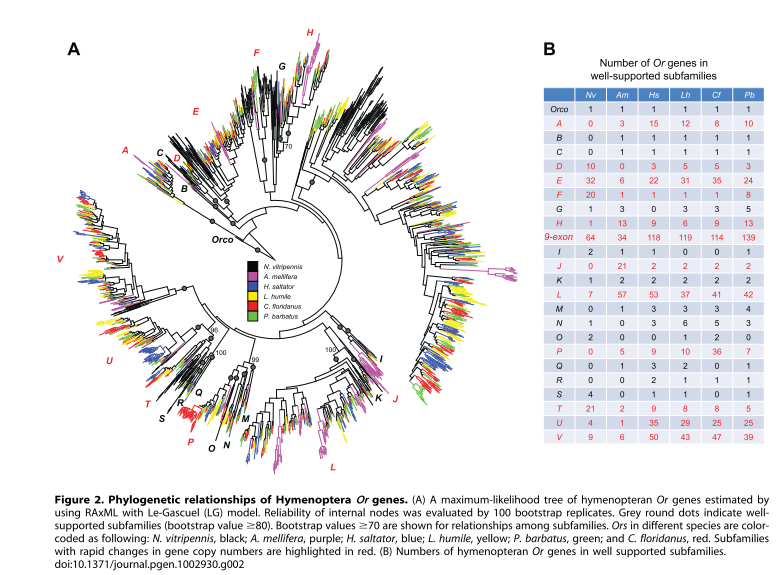 A
H
F
G
E
70
A
C
D
B
Orco
V
N. vitripennis
A. mellifera
H. saltator
L. humile
C. floridanus
P. barbatus
96
100
99
100
I
U
T
R
Q
S
P
O
N
M
K
J
L
B
Number of Or genes in
well-supported subfamilies
Nv Am Hs Lh Cf Pb
Orco 1 1 1 1 1 1
A 0 3 15 12 8 10
B 0 1 1 1 1 1
C 0 1 1 1 1 1
D 10 0 3 5 5 3
E 32 6 22 31 35 24
F 20 1 1 1 1 8
G 1 3 0 3 3 5
H 1 13 9 6 9 13
9-exon 64 34 118 119 114 139
I 2 1 1 0 0 1
J 0 21 2 2 2 2
K 1 2 2 2 2 2
L 7 57 53 37 41 42
M 0 1 3 3 3 4
N 1 0 3 6 5 3
O 2 0 0 1 2 0
P 0 5 9 10 36 7
Q 0 1 3 2 0 1
R 0 0 2 1 1 1
S 4 0 1 1 0 1
T 21 2 9 8 8 5
U 4 1 35 29 25 25
V 9 6 50 43 47 39
Figure 2. Phylogenetic relationships of Hymenoptera Or genes. (A) A maximum-likelihood tree of hymenopteran Or genes estimated by
using RAxML with Le-Gascuel (LG) model. Reliability of internal nodes was evaluated by 100 bootstrap replicates. Grey round dots indicate well-
supported subfamilies (bootstrap value ≥80). Bootstrap values ≥70 are shown for relationships among subfamilies. Ors in different species are color-
coded as following: N. vitripennis, black; A. mellifera, purple; H. saltator, blue; L. humile, yellow; P. barbatus, green; and C. floridanus, red. Subfamilies
with rapid changes in gene copy numbers are highlighted in red. (B) Numbers of hymenopteran Or genes in well supported subfamilies.
doi:10.1371/journal.pgen.1002930.g002